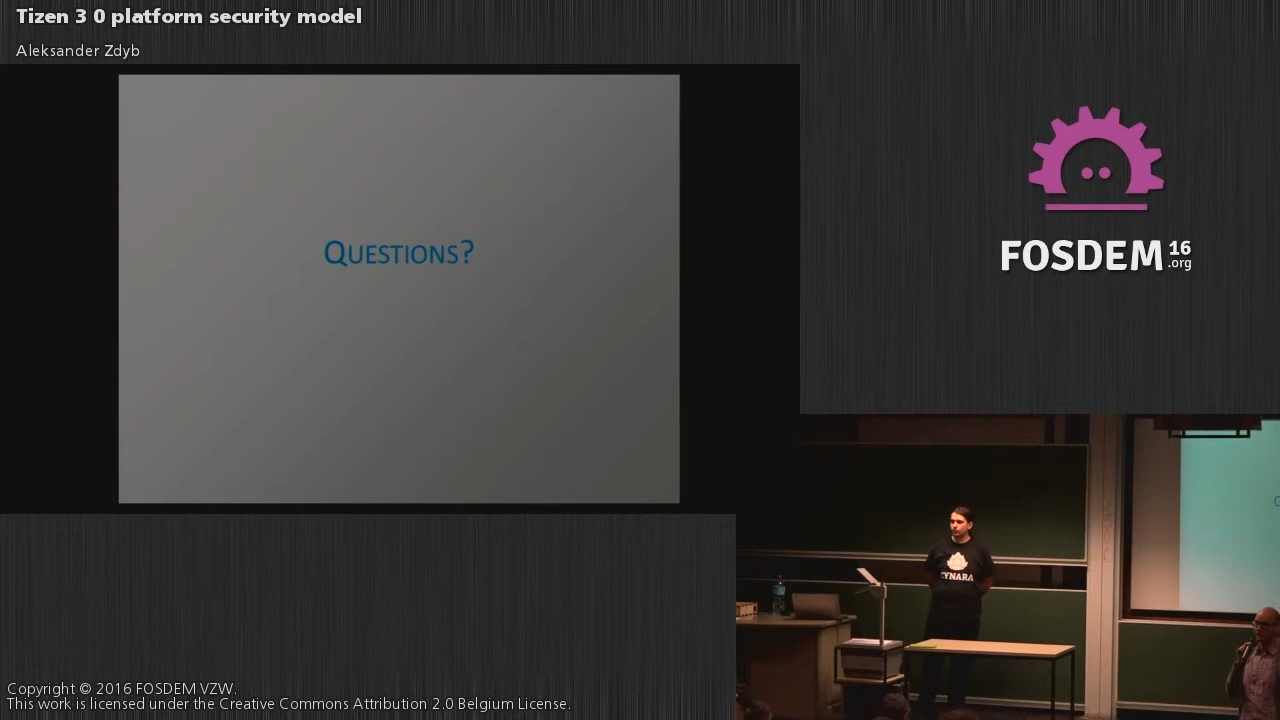 Tizen 3 0 platform security model
Aleksander Zdyb
QUESTIONS?
FOSDEM 16
.org
CYNARA
Copyright © 2016 FOSDEM VZW.
This work is licensed under the Creative Commons Attribution 2.0 Belgium License.